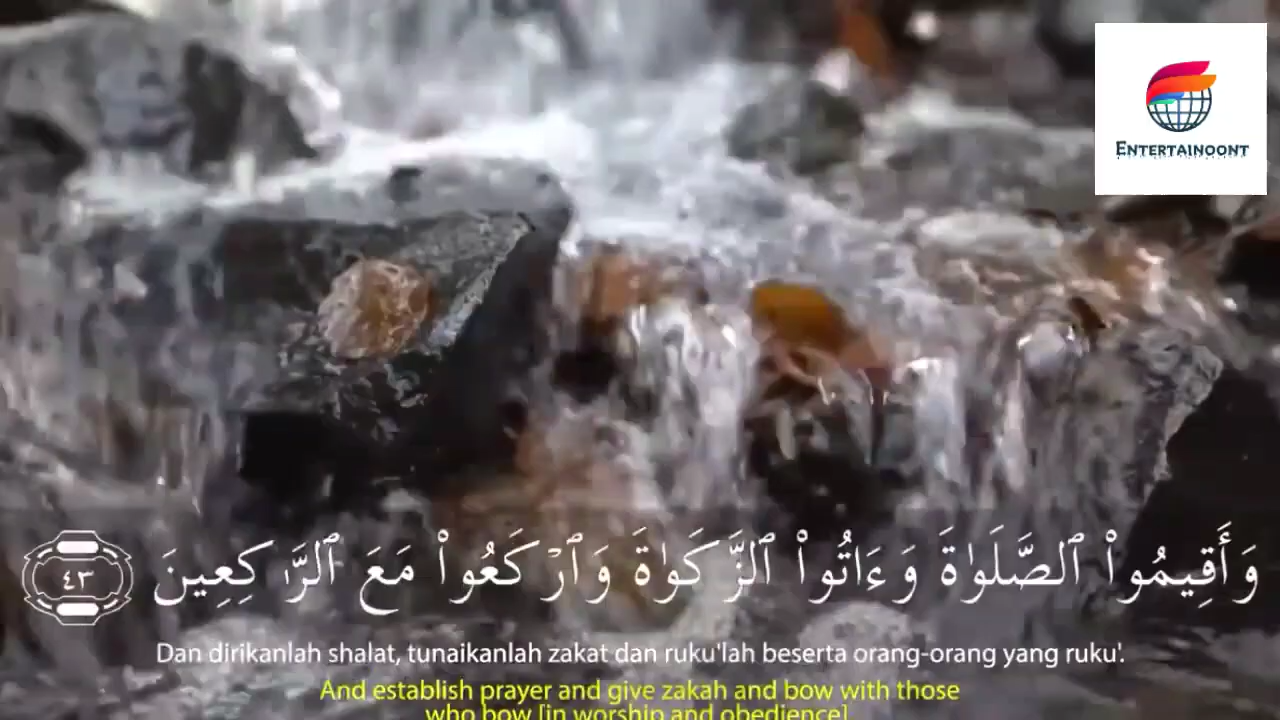 ENTERTAINOONT
وَأَقِيمُوا۟ ٱلصَّلَوٰةَ وَءَاتُوا۟ ٱلزَّكَوٰةَ وَٱرْكَعُوا۟ مَعَ ٱلرَّٰكِعِينَ ٤٣
Dan dirikanlah shalat, tunaikanlah zakat dan ruku'lah beserta orang-orang yang ruku'.
And establish prayer and give zakah and bow with those
who bow [in worship and obedience]